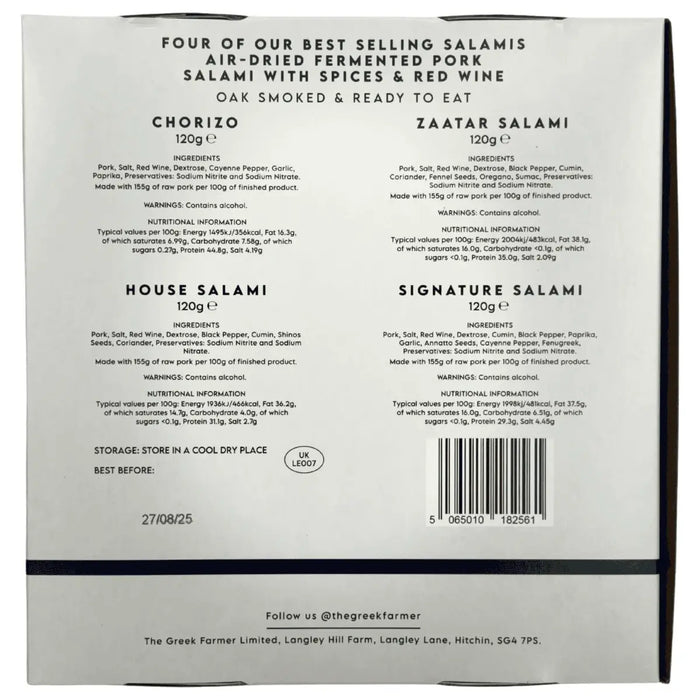 FOUR OF OUR BEST SELLING SALAMIS
AIR-DRIED FERMENTED PORK
SALAMI WITH SPICES & RED WINE
OAK SMOKED & READY TO EAT
CHORIZO
120g ℮
INGREDIENTS
Pork, Salt, Red Wine, Dextrose, Cayenne Pepper, Garlic,
Paprika, Preservatives: Sodium Nitrite and Sodium Nitrate.
Made with 155g of raw pork per 100g of finished product.
WARNINGS: Contains alcohol.
NUTRITIONAL INFORMATION
Typical values per 100g: Energy 1495kJ/356kcal, Fat 16.3g,
of which saturates 6.99g, Carbohydrate 7.58g, of which
sugars 0.27g, Protein 44.8g, Salt 4.19g
ZAATAR SALAMI
120g ℮
INGREDIENTS
Pork, Salt, Red Wine, Dextrose, Black Pepper, Cumin,
Coriander, Fennel Seeds, Oregano, Sumac, Preservatives:
Sodium Nitrite and Sodium Nitrate.
Made with 155g of raw pork per 100g of finished product.
WARNINGS: Contains alcohol.
NUTRITIONAL INFORMATION
Typical values per 100g: Energy 2004kj/483kcal, Fat 38.1g,
of which saturates 16.0g, Carbohydrate <0.1g, of which
sugars <0.1g, Protein 35.0g, Salt 2.09g
HOUSE SALAMI
120g ℮
INGREDIENTS
Pork, Salt, Red Wine, Dextrose, Black Pepper, Cumin, Shinos
Seeds, Coriander, Preservatives: Sodium Nitrite and Sodium
Nitrate.
Made with 155g of raw pork per 100g of finished product.
WARNINGS: Contains alcohol.
NUTRITIONAL INFORMATION
Typical values per 100g: Energy 1936kJ/466kcal, Fat 36.2g,
of which saturates 14.7g, Carbohydrate 4.0g, of which
sugars <0.1g, Protein 31.1g, Salt 2.7g
SIGNATURE SALAMI
120g ℮
INGREDIENTS
Pork, Salt, Red Wine, Dextrose, Cumin, Black Pepper, Paprika,
Garlic, Annatto Seeds, Cayenne Pepper, Fenugreek,
Preservatives: Sodium Nitrite and Sodium Nitrate.
Made with 155g of raw pork per 100g of finished product.
WARNINGS: Contains alcohol.
NUTRITIONAL INFORMATION
Typical values per 100g: Energy 1998kj/481kcal, Fat 37.5g,
of which saturates 16.0g, Carbohydrate 6.51g, of which
sugars <0.1g, Protein 29.3g, Salt 4.45g
STORAGE: STORE IN A COOL DRY PLACE
BEST BEFORE:
UK
LE007
27/08/25
5 065010 182561
Follow us @thegreekfarmer
The Greek Farmer Limited, Langley Hill Farm, Langley Lane, Hitchin, SG4 7PS.